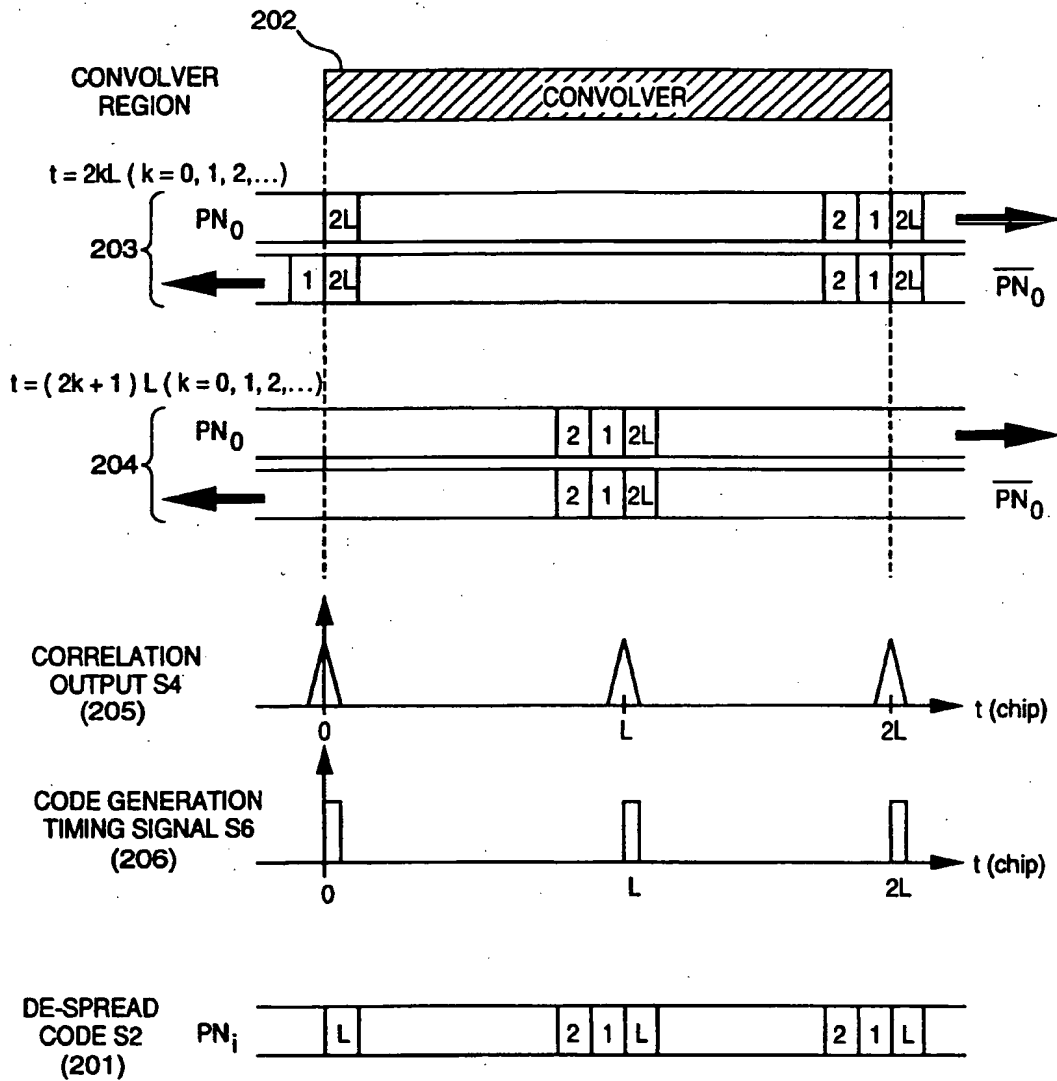 202
CONVOLVER
REGION
CONVOLVER
t = 2kL ( k = 0, 1, 2,...)
203
PN0
2L
2 1 2L
1 2L
2 1 2L
P̅N̅0
t = ( 2k + 1 ) L ( k = 0, 1, 2,...)
204
PN0
2 1 2L
2 1 2L
P̅N̅0
CORRELATION
OUTPUT S4
(205)
0
L
2L
t (chip)
CODE GENERATION
TIMING SIGNAL S6
(206)
0
L
2L
t (chip)
DE-SPREAD
CODE S2
(201)
PNi
L
2 1 L
2 1 L